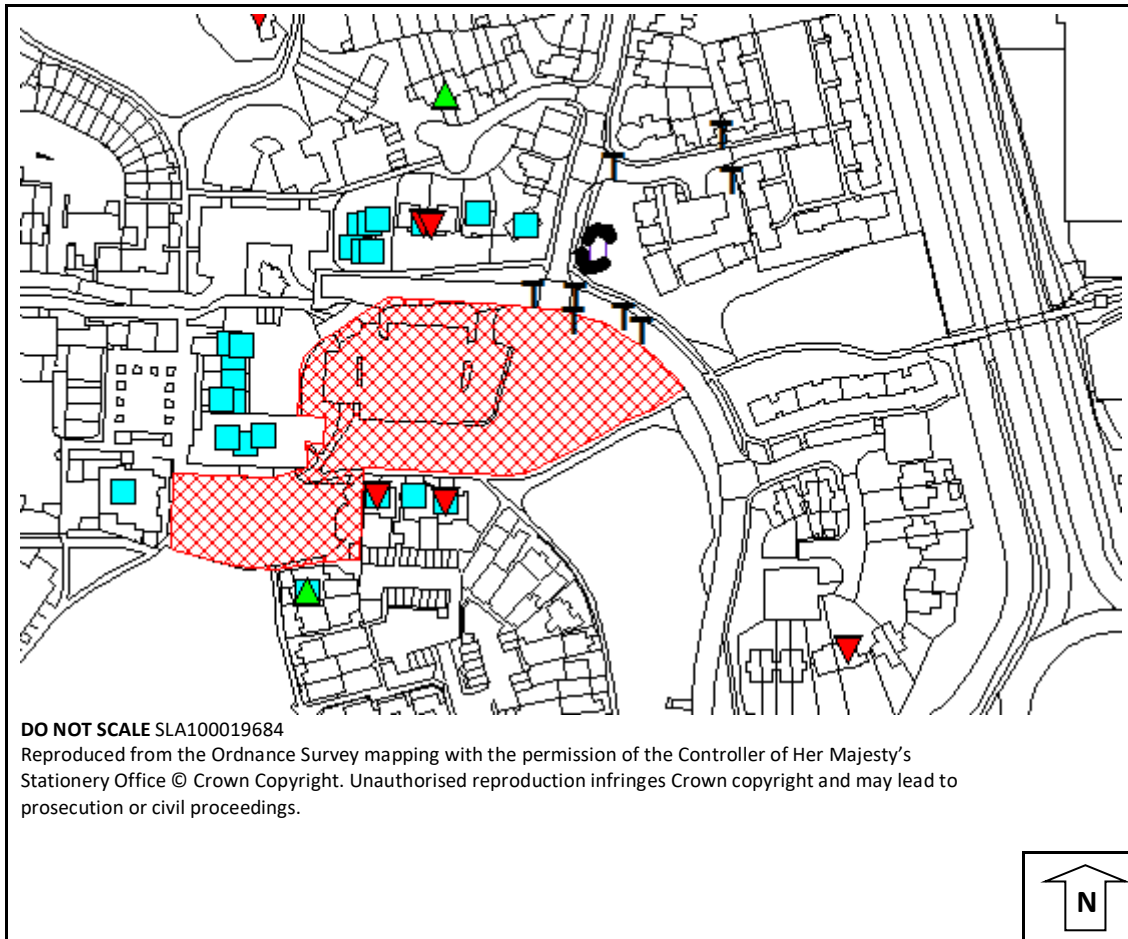 DO NOT SCALE SLA100019684
Reproduced from the Ordnance Survey mapping with the permission of the Controller of Her Majesty’s
Stationery Office © Crown Copyright. Unauthorised reproduction infringes Crown copyright and may lead to
prosecution or civil proceedings.
N